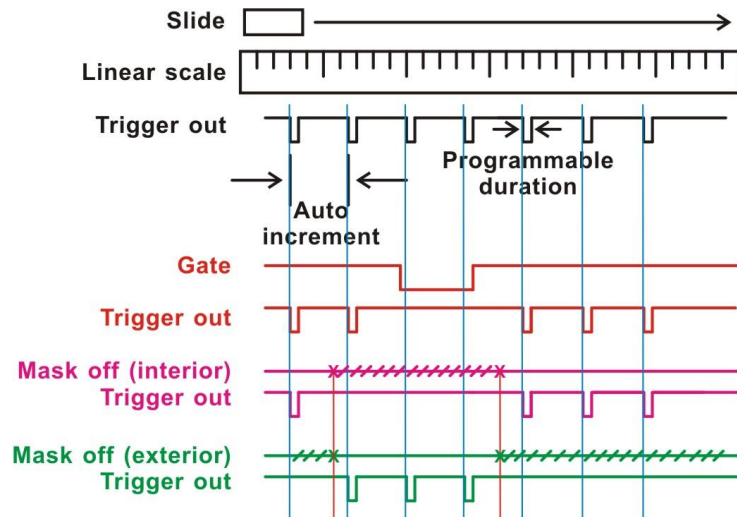 Slide
Linear scale
Trigger out
Programmable
duration
Auto
increment
Gate
Trigger out
Mask off (interior)
Trigger out
Mask off (exterior)
Trigger out